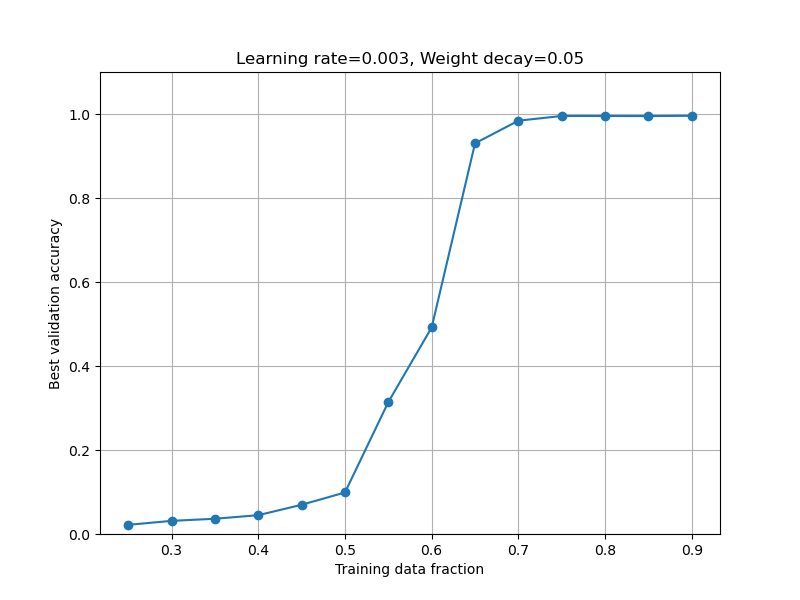 Learning rate=0.003, Weight decay=0.05
1.0
0.8
0.6
0.4
0.2
0.0
Best validation accuracy
0.3 0.4 0.5 0.6 0.7 0.8 0.9
Training data fraction